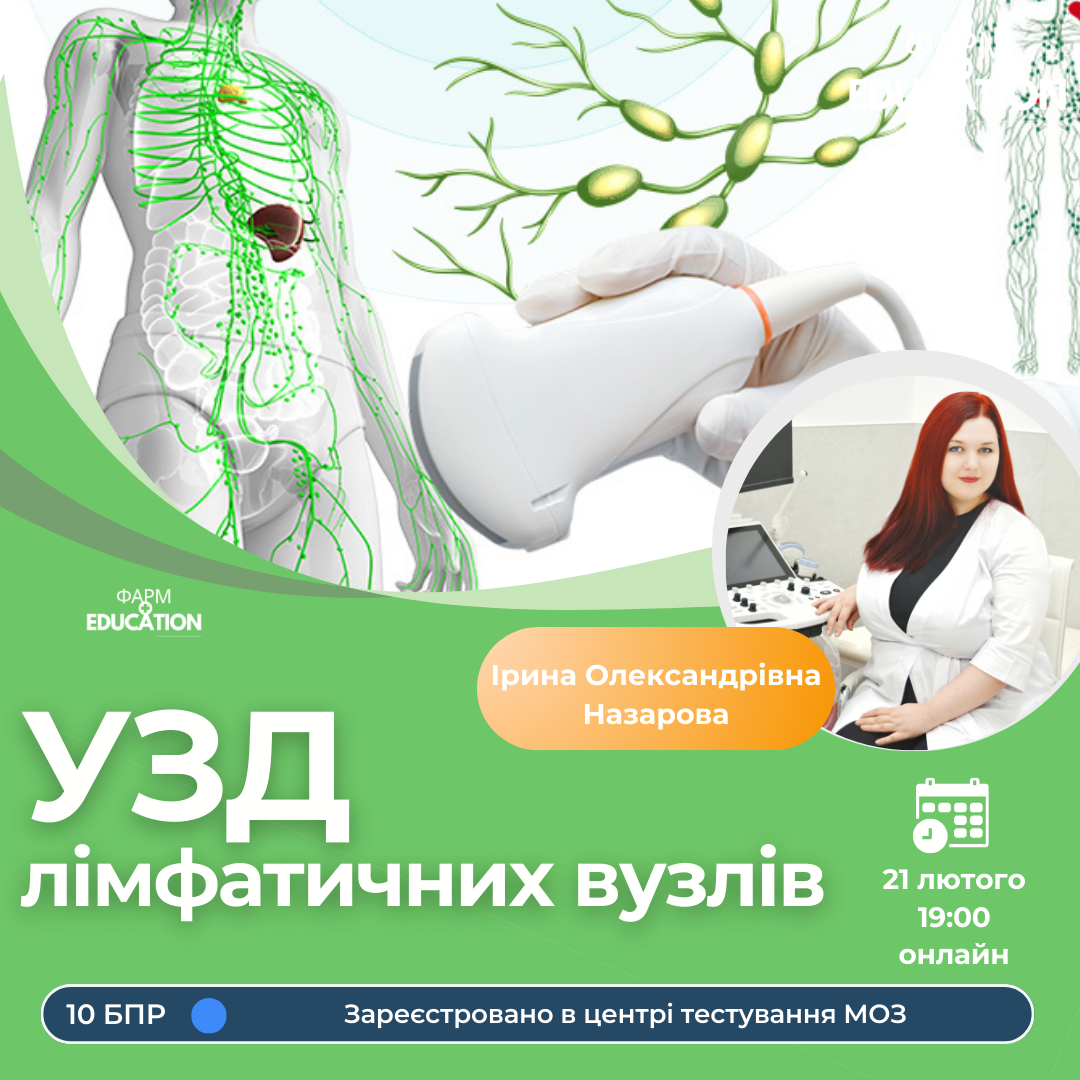 ФАРМ
EDUCATION
Ірина Олександрівна
Назарова
УЗД
лімфатичних вузлів
21 лютого
19:00
онлайн
10 БПР
Зареєстровано в центрі тестування МОЗ